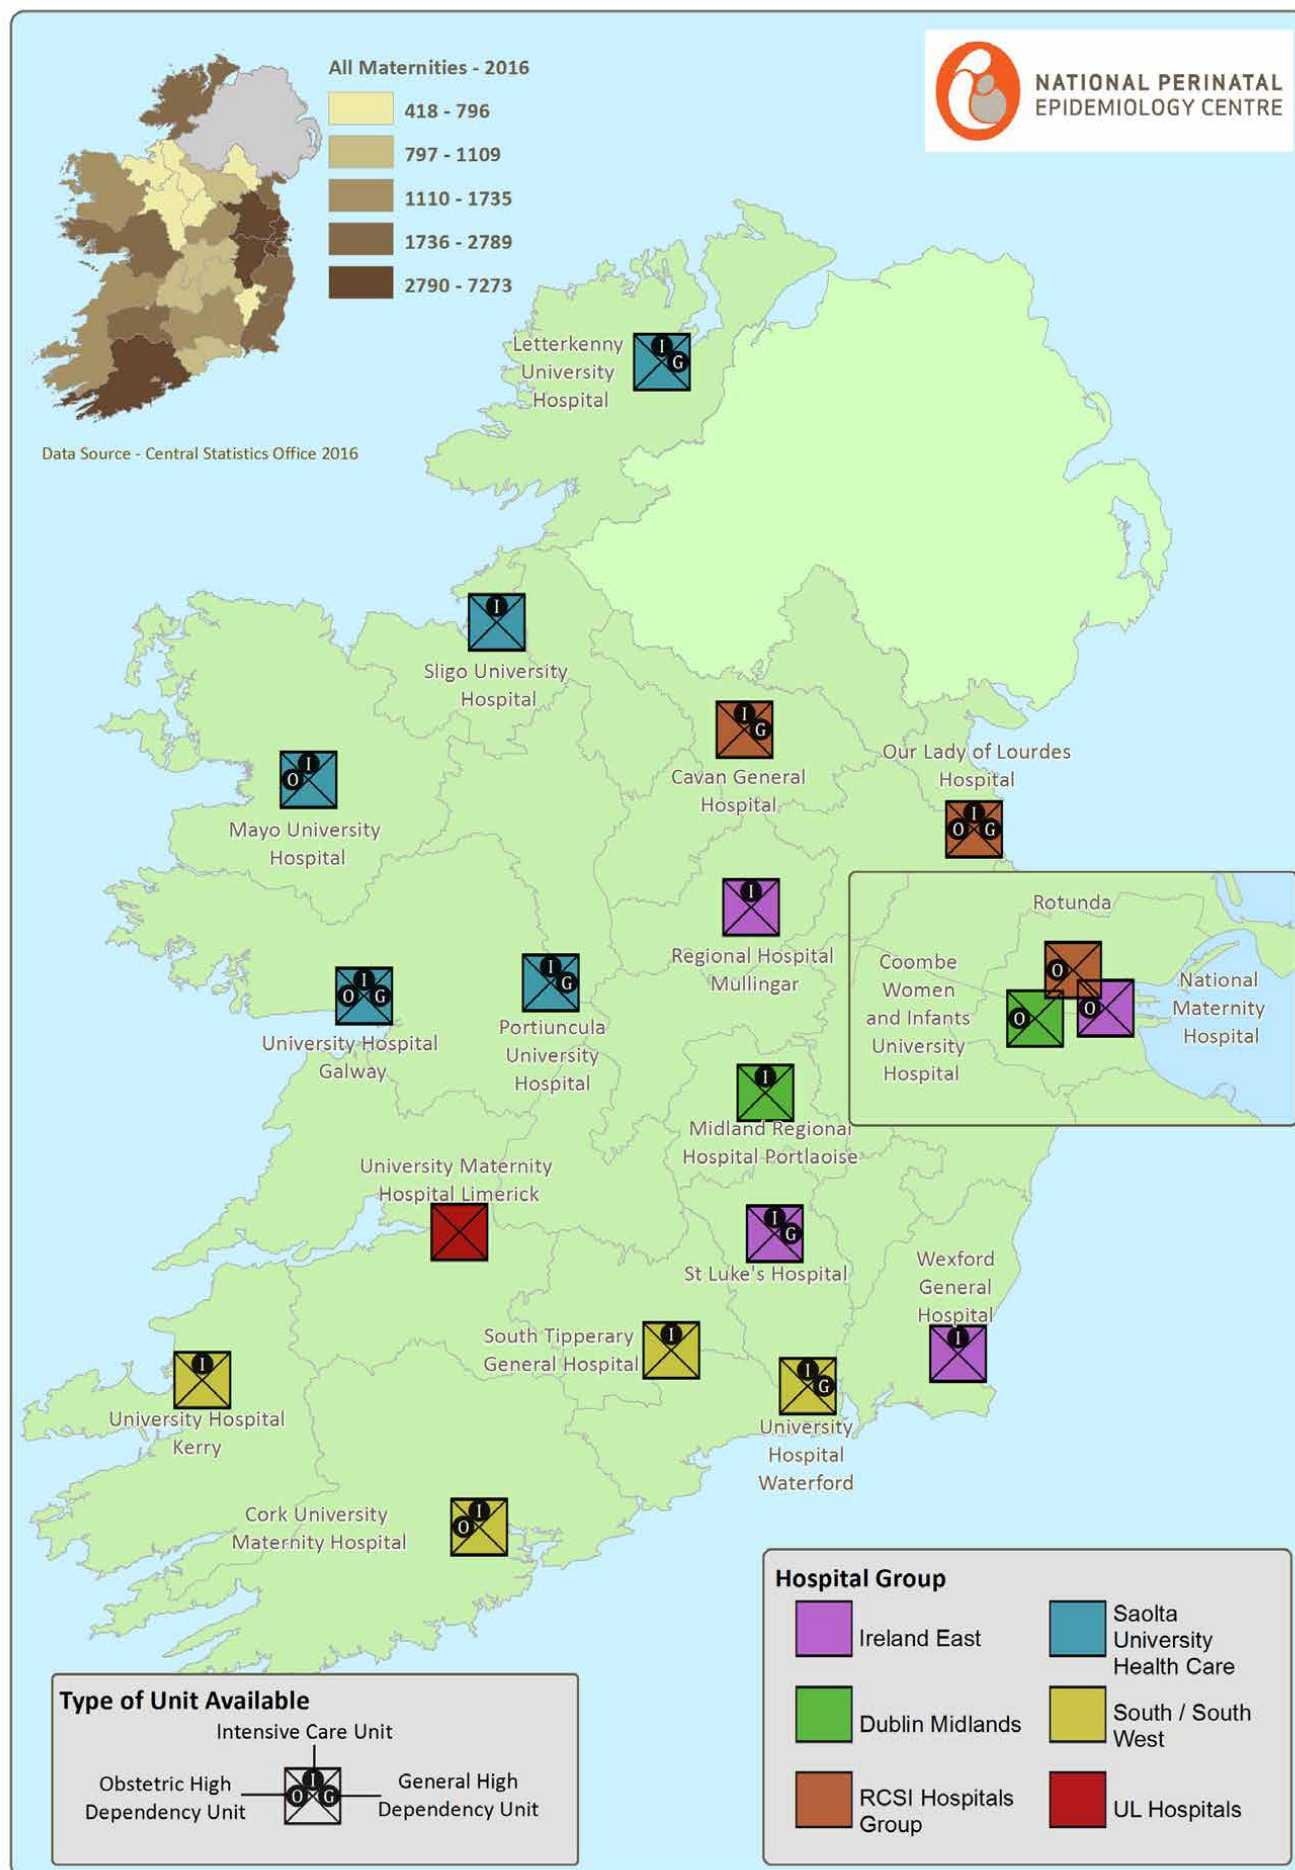 All Maternities - 2016
418 - 796
797 - 1109
1110 - 1735
1736 - 2789
2790 - 7273
Data Source - Central Statistics Office 2016
NATIONAL PERINATAL
EPIDEMIOLOGY CENTRE
Letterkenny
University
Hospital
I
G
I
Sligo University
Hospital
I
G
Cavan General
Hospital
Our Lady of Lourdes
Hospital
I
O
G
I
O
Mayo University
Hospital
I
Regional Hospital
Mullingar
Rotunda
O
Coombe
Women
and Infants
University
Hospital
O
O
National
Maternity
Hospital
I
O
G
University Hospital
Galway
I
G
Portiuncula
University
Hospital
I
Midland Regional
Hospital Portlaoise
University Maternity
Hospital Limerick
I
G
St Luke's Hospital
Wexford
General
Hospital
I
South Tipperary
General Hospital
I
I
G
University
Hospital
Waterford
I
University Hospital
Kerry
Cork University
Maternity Hospital
I
O
Type of Unit Available
Intensive Care Unit
Obstetric High
Dependency Unit
I
O
G
General High
Dependency Unit
Hospital Group
Ireland East
Dublin Midlands
RCSI Hospitals
Group
Saolta
University
Health Care
South / South
West
UL Hospitals